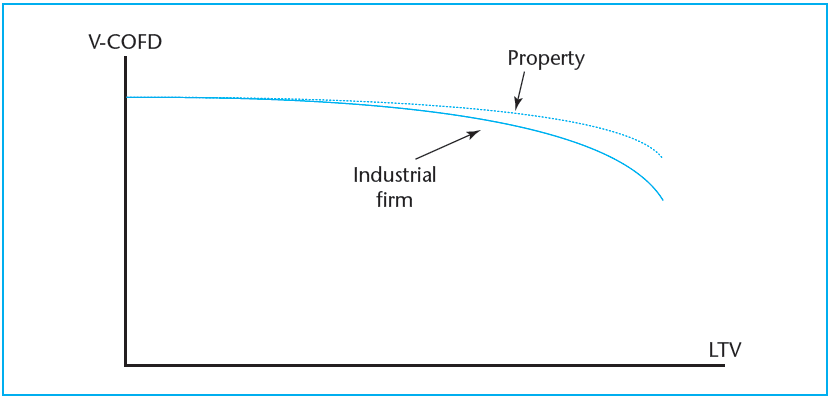 V-COFD
Property
Industrial
firm
LTV